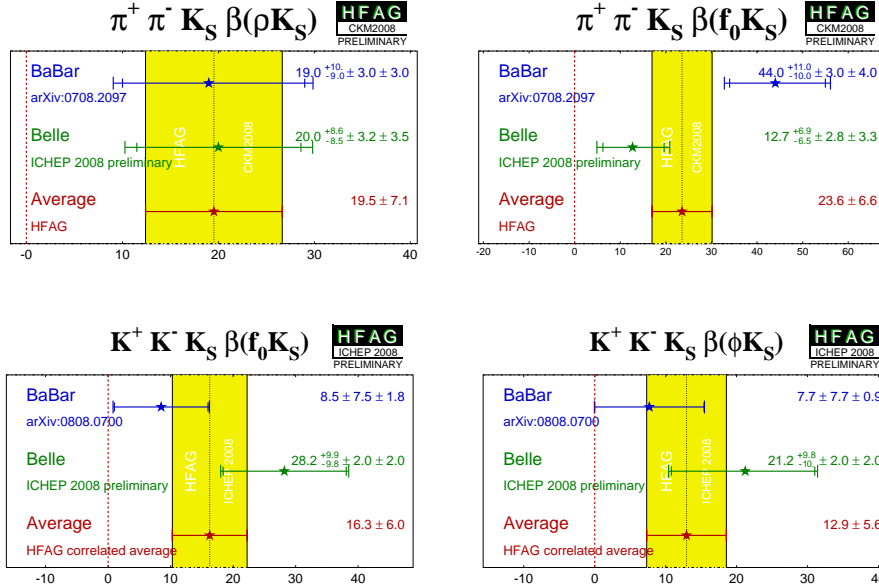 π+ π- K_S β(ρK_S)
HFAG
CKM2008
PRELIMINARY
BaBar
19.0 +10. -9.0 ± 3.0 ± 3.0
arXiv:0708.2097
Belle
20.0 +8.6 -8.5 ± 3.2 ± 3.5
ICHEP 2008 preliminary
HFAG
CKM2008
Average
19.5 ± 7.1
HFAG
-0 10 20 30 40
π+ π- K_S β(f_0K_S)
HFAG
CKM2008
PRELIMINARY
BaBar
44.0 +11.0 -10.0 ± 3.0 ± 4.0
arXiv:0708.2097
Belle
12.7 +6.9 -6.5 ± 2.8 ± 3.3
ICHEP 2008 preliminary
HFAG
CKM2008
Average
23.6 ± 6.6
HFAG
-20 -10 0 10 20 30 40 50 60
K+ K- K_S β(f_0K_S)
HFAG
ICHEP 2008
PRELIMINARY
BaBar
8.5 ± 7.5 ± 1.8
arXiv:0808.0700
Belle
28.2 +9.9 -9.8 ± 2.0 ± 2.0
ICHEP 2008 preliminary
HFAG
ICHEP 2008
Average
16.3 ± 6.0
HFAG correlated average
-10 0 10 20 30 40 50
K+ K- K_S β(φK_S)
HFAG
ICHEP 2008
PRELIMINARY
BaBar
7.7 ± 7.7 ± 0.9
arXiv:0808.0700
Belle
21.2 +9.8 -10. ± 2.0 ± 2.0
ICHEP 2008 preliminary
HFAG
ICHEP 2008
Average
12.9 ± 5.6
HFAG correlated average
-10 0 10 20 30